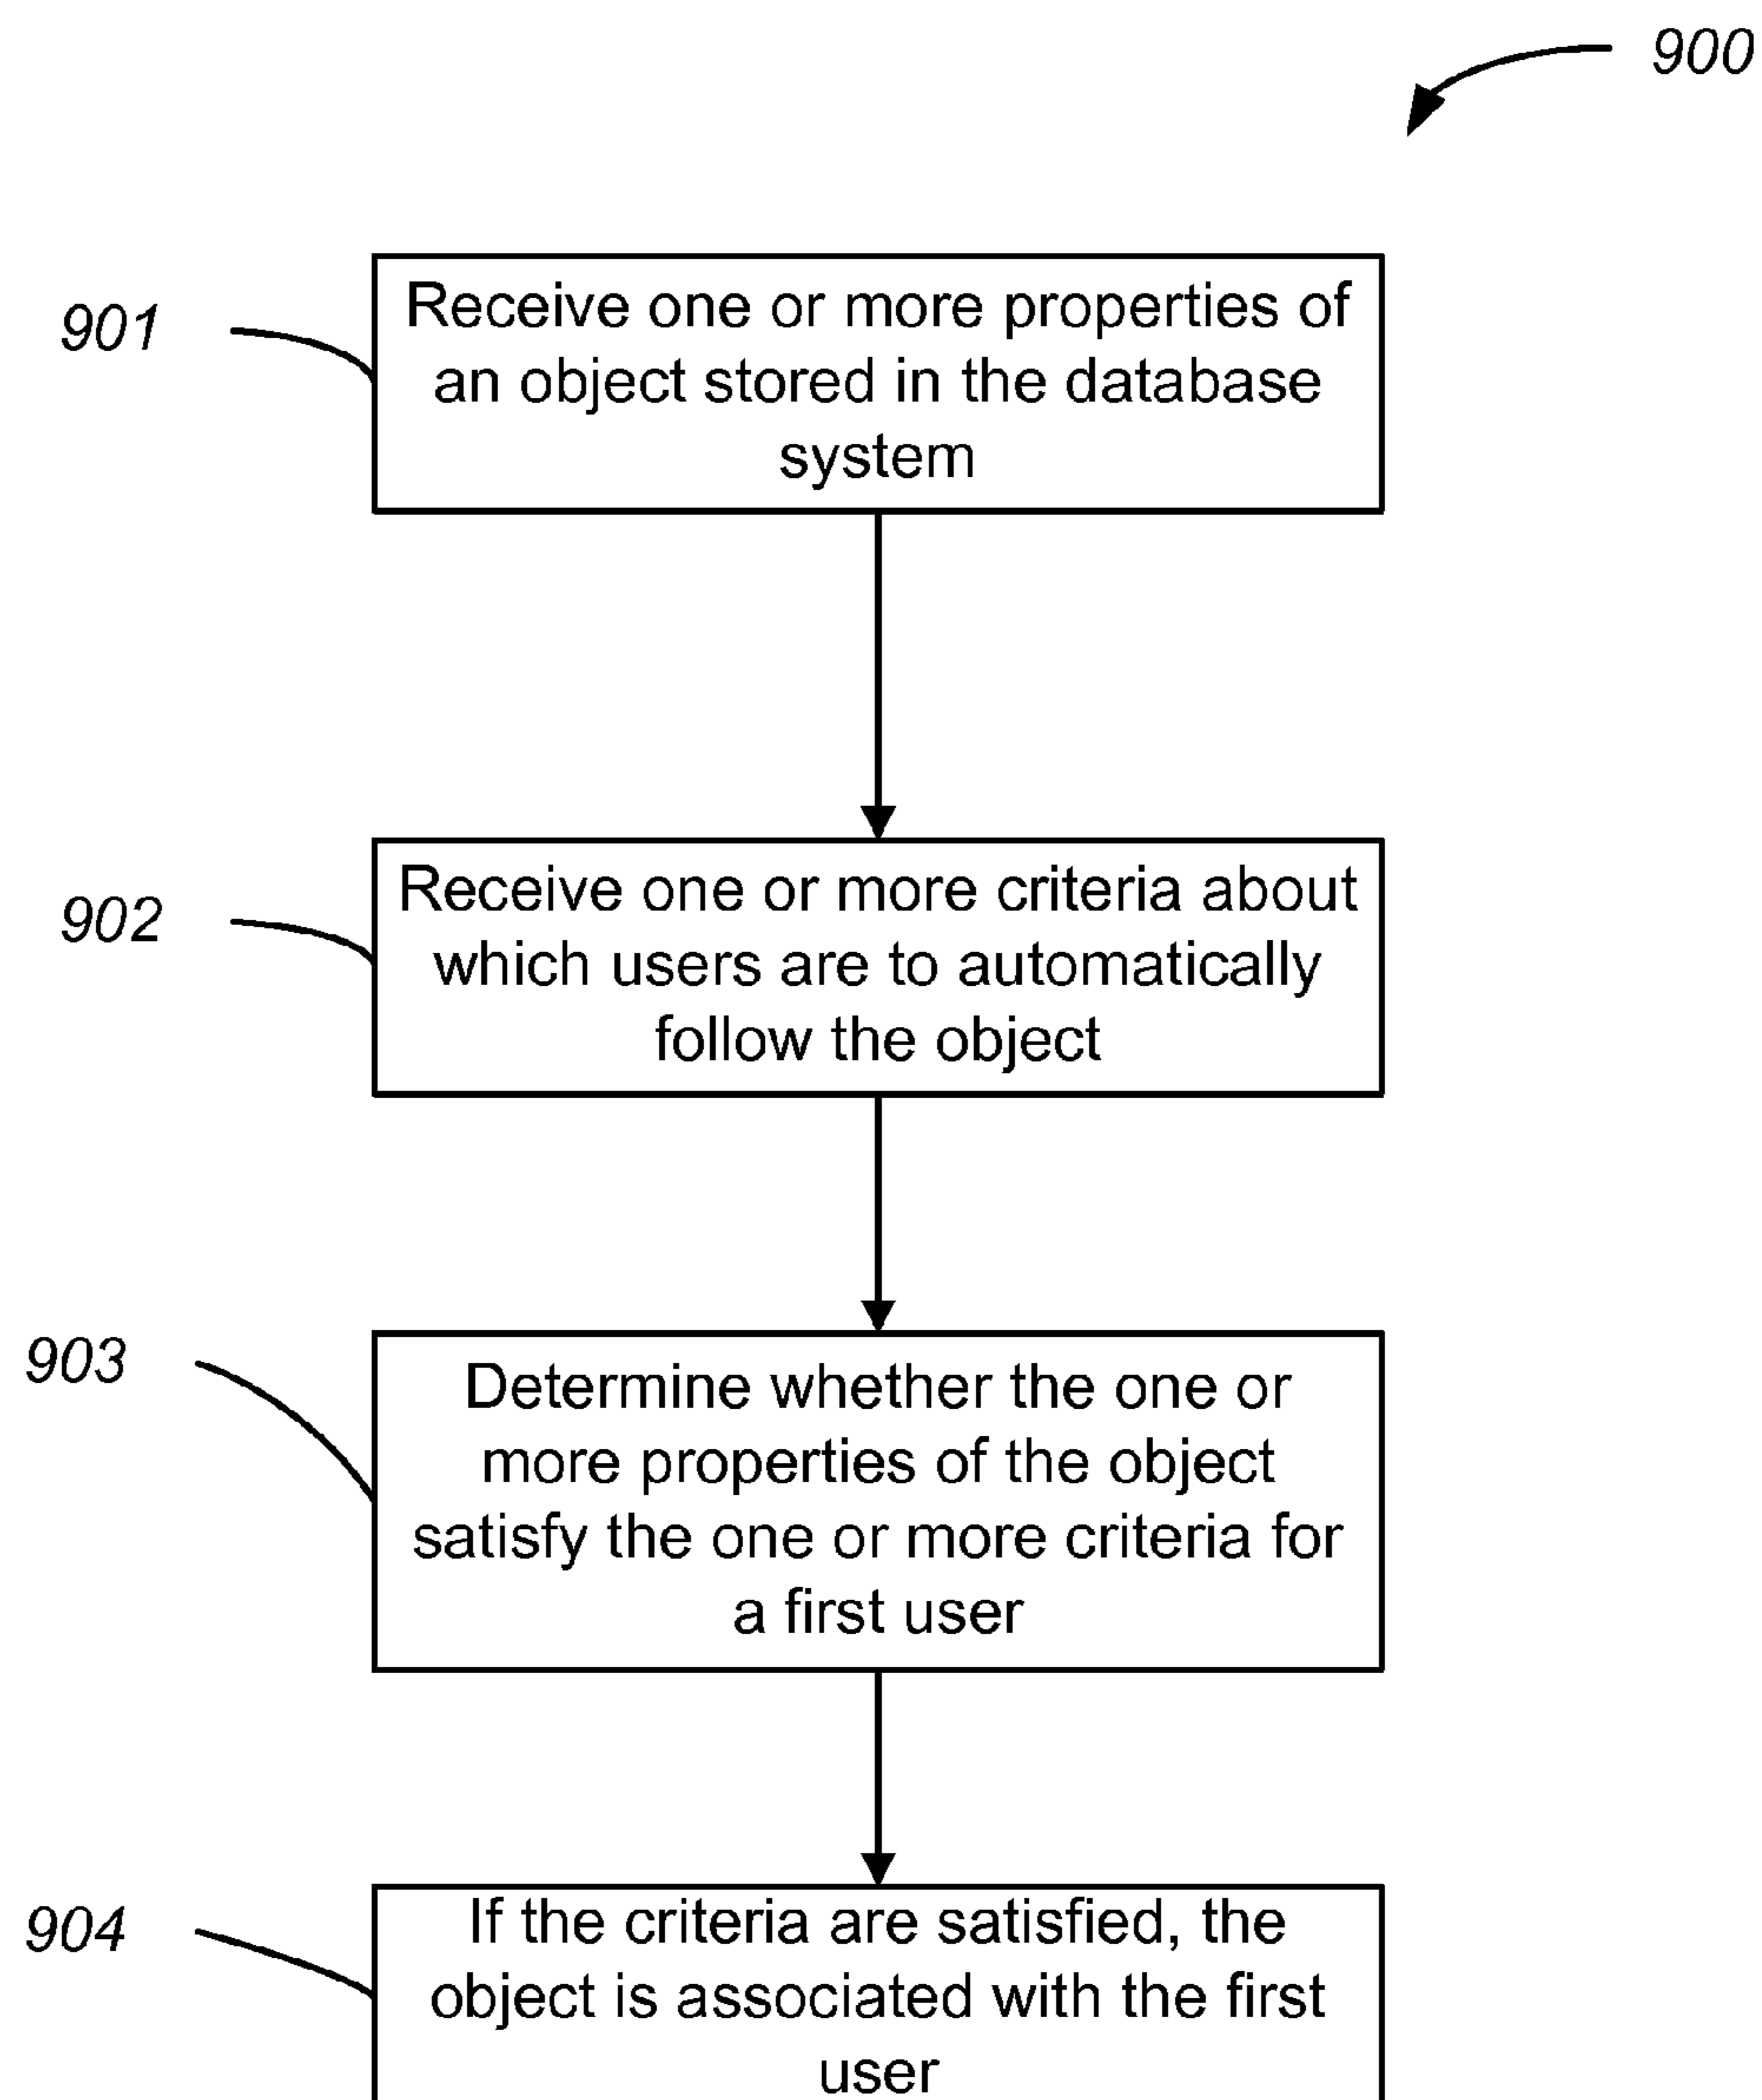 900
901
Receive one or more properties of
an object stored in the database
system
902
Receive one or more criteria about
which users are to automatically
follow the object
903
Determine whether the one or
more properties of the object
satisfy the one or more criteria for
a first user
904
If the criteria are satisfied, the
object is associated with the first
user